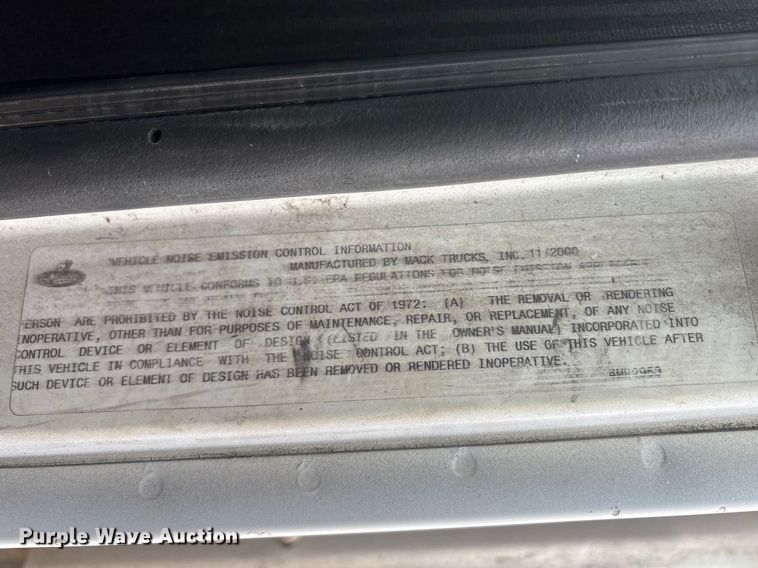 VEHICLE NOISE EMISSION CONTROL INFORMATION
MANUFACTURED BY MACK TRUCKS, INC. 11/2000
THIS VEHICLE CONFORMS TO U.S. EPA REGULATIONS FOR NOISE EMISSION
ERSON ARE PROHIBITED BY THE NOISE CONTROL ACT OF 1972: (A) THE REMOVAL OR RENDERING
INOPERATIVE, OTHER THAN FOR PURPOSES OF MAINTENANCE, REPAIR, OR REPLACEMENT, OF ANY NOISE
CONTROL DEVICE OR ELEMENT OF DESIGN (LISTED IN THE OWNER'S MANUAL) INCORPORATED INTO
THIS VEHICLE IN COMPLIANCE WITH THE NOISE CONTROL ACT; (B) THE USE OF THIS VEHICLE AFTER
SUCH DEVICE OR ELEMENT OF DESIGN HAS BEEN REMOVED OR RENDERED INOPERATIVE.
Purple Wave Auction